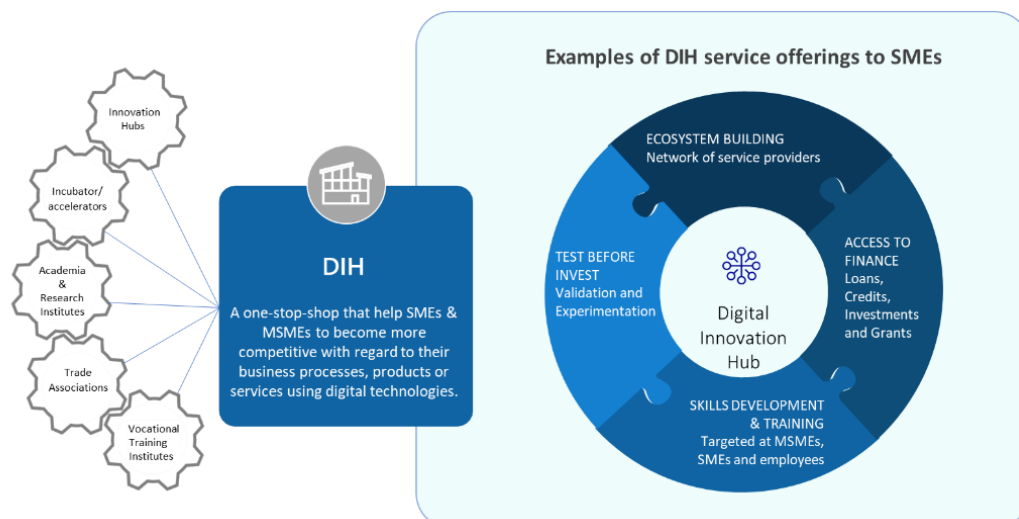 Examples of DIH service offerings to SMEs
Innovation
Hubs
Incubator/
accelerators
Academia
&
Research
Institutes
Trade
Associations
Vocational
Training
Institutes
DIH
A one-stop-shop that help SMEs &
MSMEs to become more
competitive with regard to their
business processes, products or
services using digital technologies.
ECOSYSTEM BUILDING
Network of service providers
TEST BEFORE
INVEST
Validation and
Experimentation
ACCESS TO
FINANCE
Loans,
Credits,
Investments
and Grants
Digital
Innovation
Hub
SKILLS DEVELOPMENT
& TRAINING
Targeted at MSMEs,
SMEs and employees